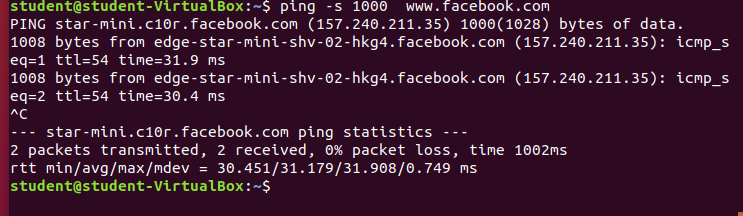 student@student-VirtualBox:~$ ping -s 1000  www.facebook.com
PING star-mini.c10r.facebook.com (157.240.211.35) 1000(1028) bytes of data.
1008 bytes from edge-star-mini-shv-02-hkg4.facebook.com (157.240.211.35): icmp_s
eq=1 ttl=54 time=31.9 ms
1008 bytes from edge-star-mini-shv-02-hkg4.facebook.com (157.240.211.35): icmp_s
eq=2 ttl=54 time=30.4 ms
^C
--- star-mini.c10r.facebook.com ping statistics ---
2 packets transmitted, 2 received, 0% packet loss, time 1002ms
rtt min/avg/max/mdev = 30.451/31.179/31.908/0.749 ms
student@student-VirtualBox:~$